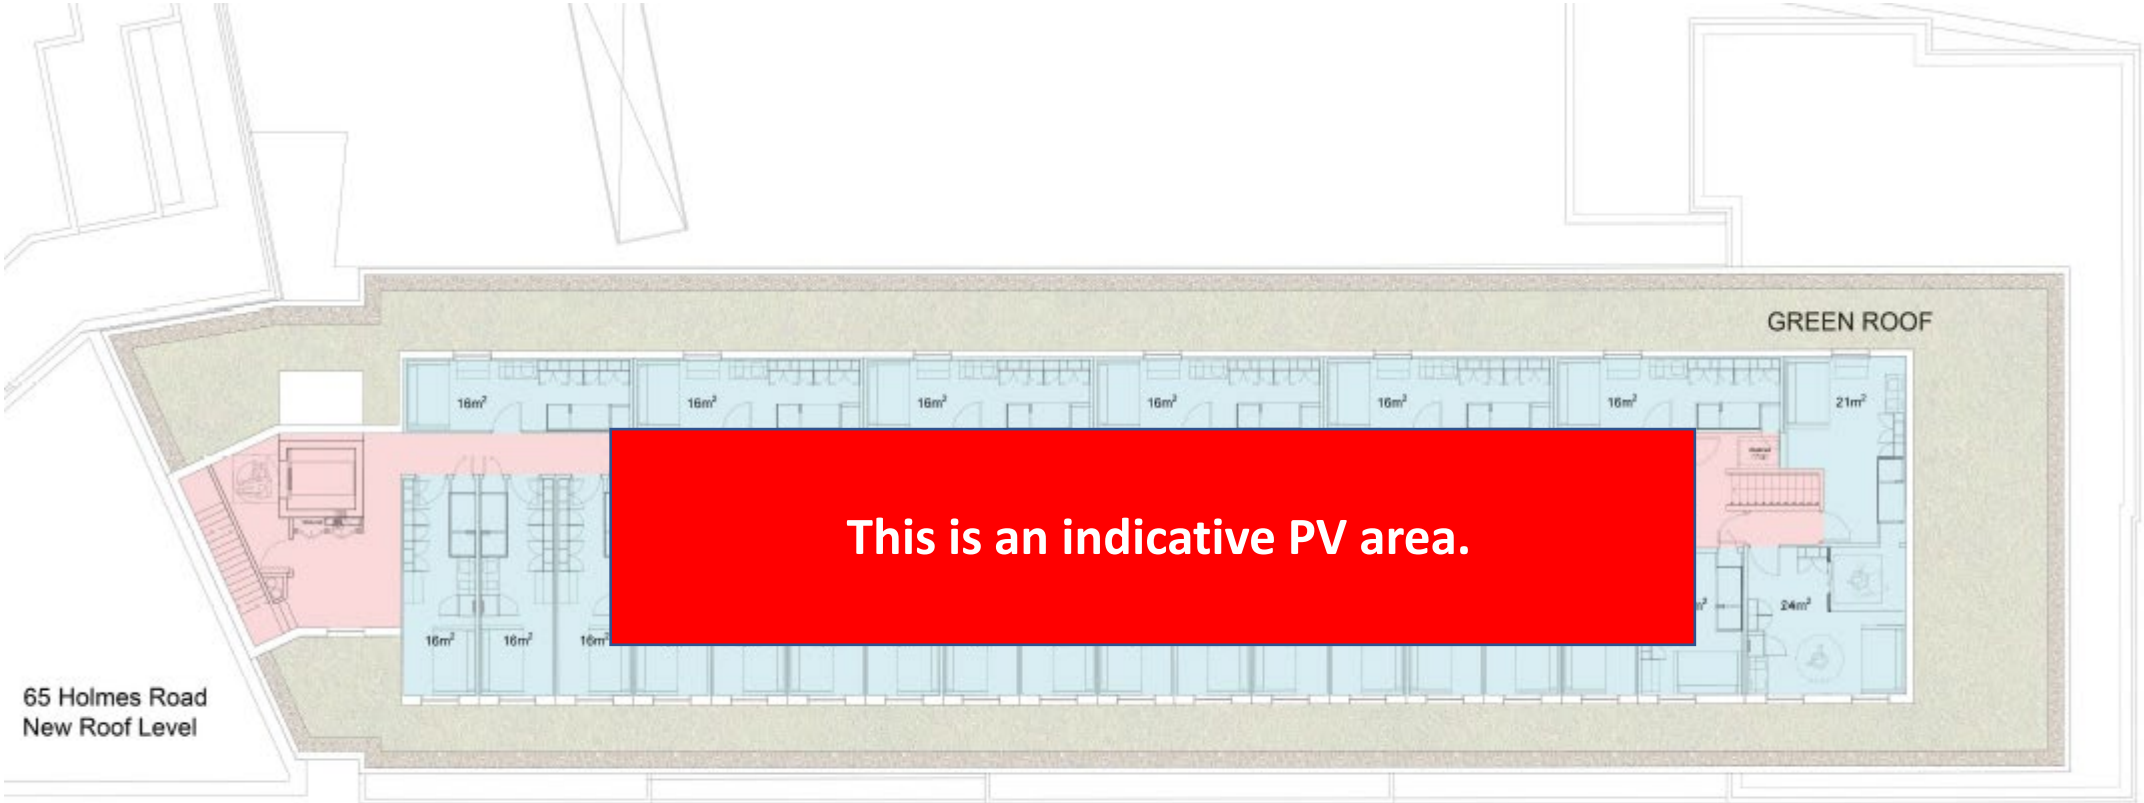 GREEN ROOF
16m²
16m²
16m²
16m²
16m²
16m²
21m²
This is an indicative PV area.
16m²
16m²
16m²
24m²
65 Holmes Road
New Roof Level